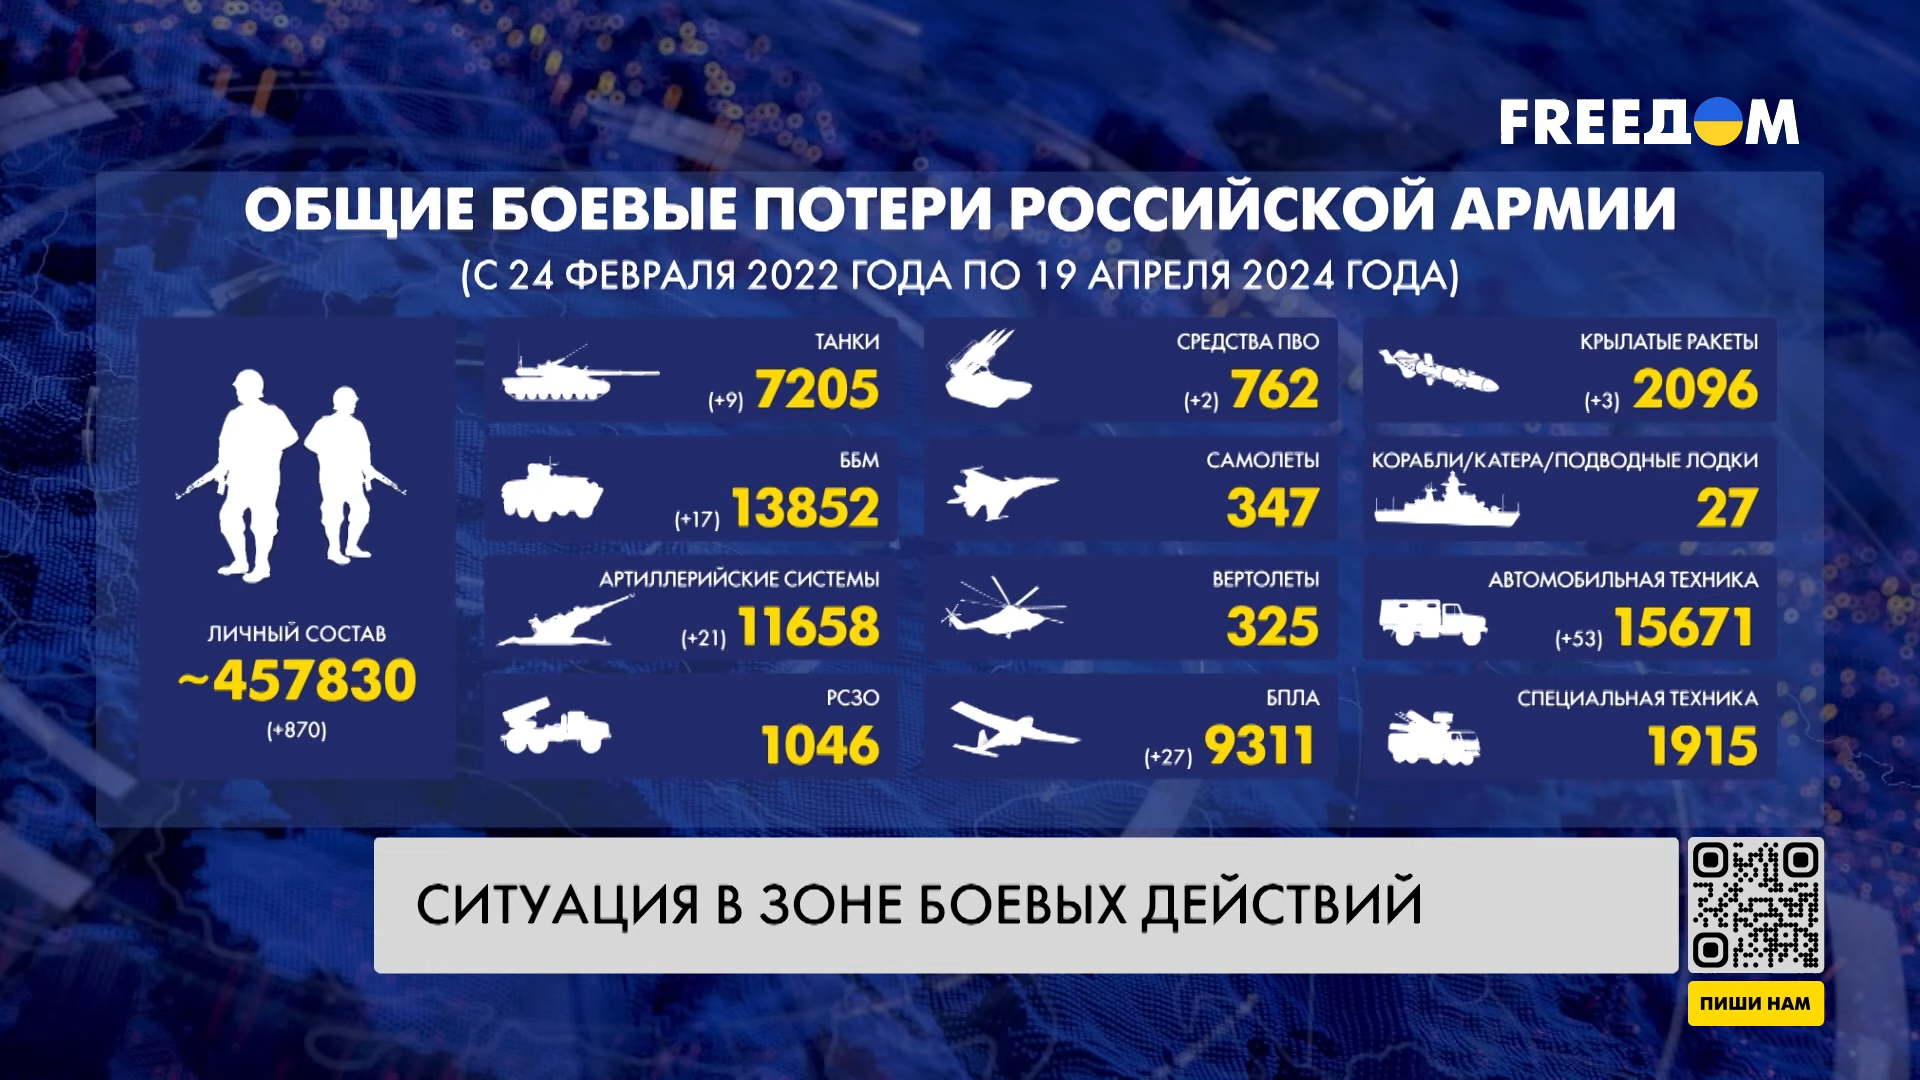 FREEДOM
ОБЩИЕ БОЕВЫЕ ПОТЕРИ РОССИЙСКОЙ АРМИИ
(С 24 ФЕВРАЛЯ 2022 ГОДА ПО 19 АПРЕЛЯ 2024 ГОДА)
ЛИЧНЫЙ СОСТАВ
~457830
(+870)
ТАНКИ
(+9) 7205
ББМ
(+17) 13852
АРТИЛЛЕРИЙСКИЕ СИСТЕМЫ
(+21) 11658
РСЗО
1046
СРЕДСТВА ПВО
(+2) 762
САМОЛЕТЫ
347
ВЕРТОЛЕТЫ
325
БПЛА
(+27) 9311
КРЫЛАТЫЕ РАКЕТЫ
(+3) 2096
КОРАБЛИ/КАТЕРА/ПОДВОДНЫЕ ЛОДКИ
27
АВТОМОБИЛЬНАЯ ТЕХНИКА
(+53) 15671
СПЕЦИАЛЬНАЯ ТЕХНИКА
1915
СИТУАЦИЯ В ЗОНЕ БОЕВЫХ ДЕЙСТВИЙ
ПИШИ НАМ